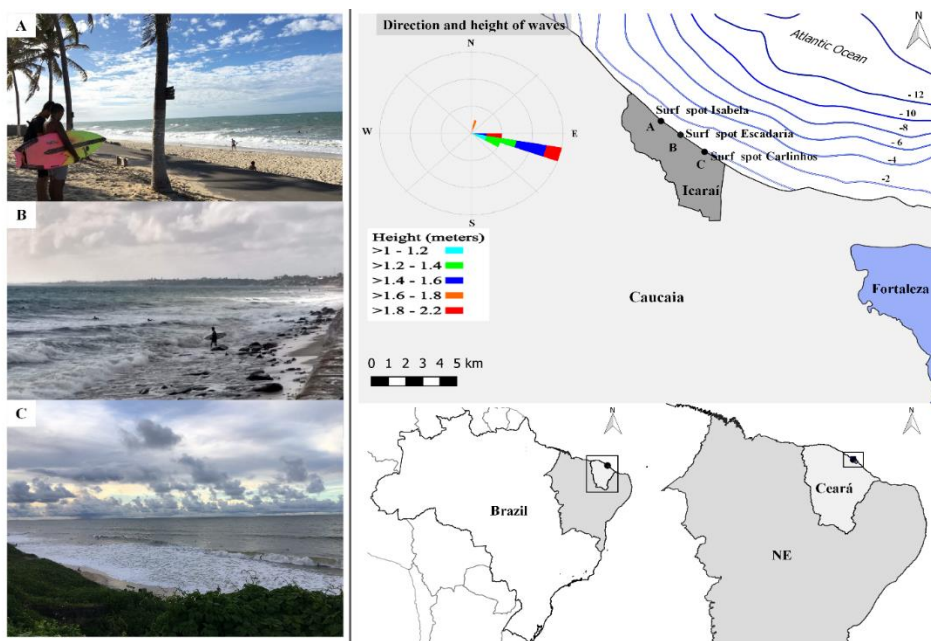 A
B
C
Direction and height of waves
N
W
E
S
Height (meters)
>1 - 1.2
>1.2 - 1.4
>1.4 - 1.6
>1.6 - 1.8
>1.8 - 2.2
0 1 2 3 4 5 km
N
Atlantic Ocean
-12
-10
-8
-6
-4
-2
Surf spot Isabela
A
Surf spot Escadaria
B
Surf spot Carlinhos
C
Icaraí
Caucaia
Fortaleza
N
Brazil
N
Ceará
NE